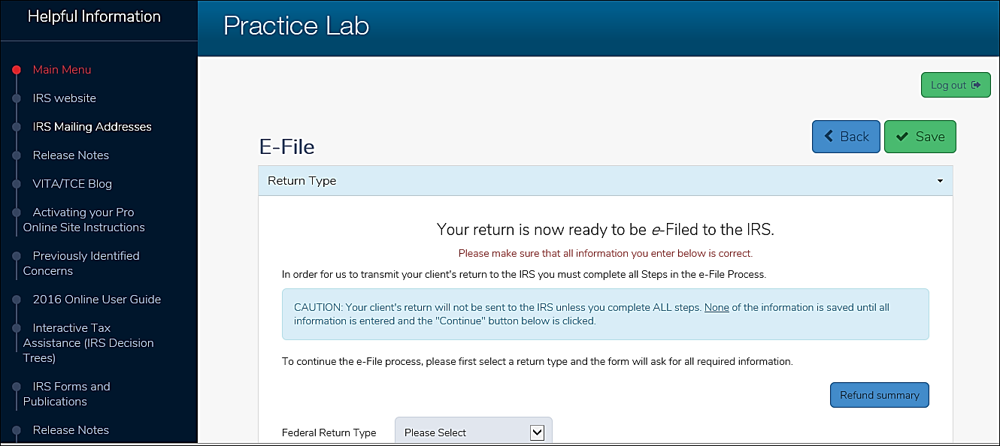 Helpful Information
Practice Lab
Main Menu
IRS website
IRS Mailing Addresses
Release Notes
VITA/TCE Blog
Activating your Pro
Online Site Instructions
Previously Identified
Concerns
2016 Online User Guide
Interactive Tax
Assistance (IRS Decision
Trees)
IRS Forms and
Publications
Release Notes
Log out
Back
Save
E-File
Return Type
Your return is now ready to be e-Filed to the IRS.
Please make sure that all information you enter below is correct.
In order for us to transmit your client's return to the IRS you must complete all Steps in the e-File Process.
CAUTION: Your client's return will not be sent to the IRS unless you complete ALL steps. None of the information is saved until all
information is entered and the "Continue" button below is clicked.
To continue the e-File process, please first select a return type and the form will ask for all required information.
Refund summary
Federal Return Type Please Select